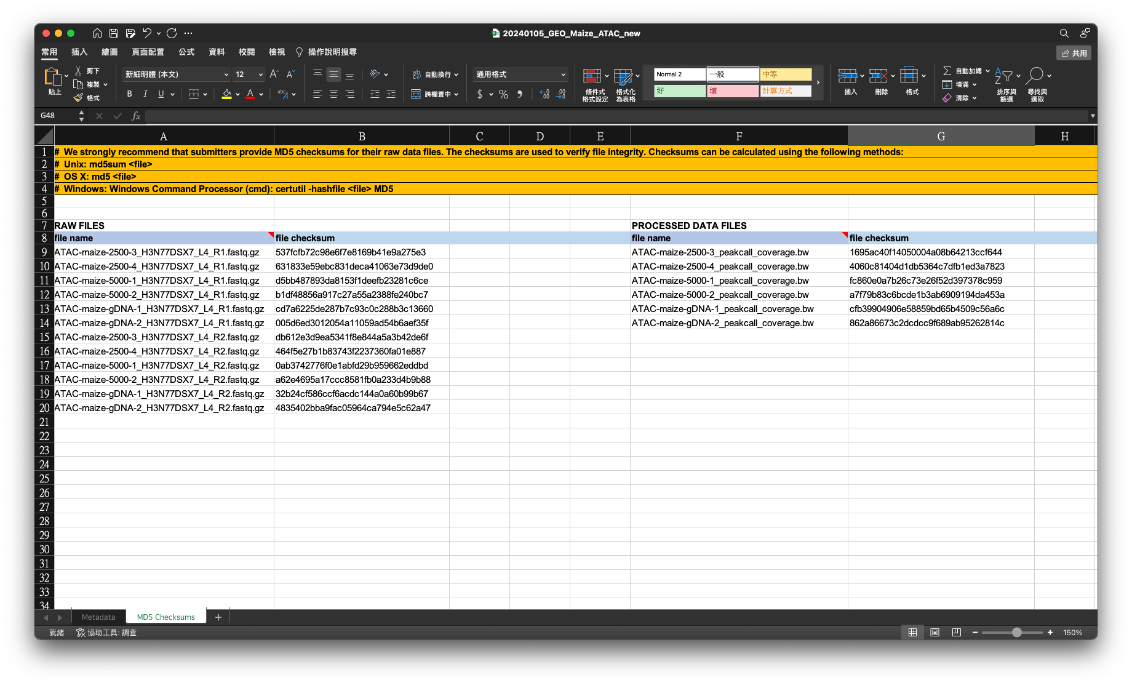 20240105_GEO_Maize_ATAC_new
常用 插入 繪圖 頁面配置 公式 資料 校閱 檢視 操作說明搜尋 共用
貼上 剪下 複製 格式 新細明體 (本文) 12 自動換行 通用格式 Normal 2 一般 中等 插入 刪除 格式 自動加總 填滿 清除
B I U 跨欄置中 $ % 條件式格式設定 格式化為表格 好 壞 計算方式 排序與篩選 尋找與選取
G48 fx
A B C D E F G H
1 # We strongly recommend that submitters provide MD5 checksums for their raw data files. The checksums are used to verify file integrity. Checksums can be calculated using the following methods:
2 # Unix: md5sum <file>
3 # OS X: md5 <file>
4 # Windows: Windows Command Processor (cmd): certutil -hashfile <file> MD5
5
6
7 RAW FILES PROCESSED DATA FILES
8 file name file checksum file name file checksum
9 ATAC-maize-2500-3_H3N77DSX7_L4_R1.fastq.gz 537fcfb72c98e6f7e8169b41e9a275e3 ATAC-maize-2500-3_peakcall_coverage.bw 1695ac40f14050004a08b64213ccf644
10 ATAC-maize-2500-4_H3N77DSX7_L4_R1.fastq.gz 631833e59ebc831deca41063e73d9de0 ATAC-maize-2500-4_peakcall_coverage.bw 4060c81404d1db5364c7dfb1ed3a7823
11 ATAC-maize-5000-1_H3N77DSX7_L4_R1.fastq.gz d5bb487893da8153f1deefb23281c6ce ATAC-maize-5000-1_peakcall_coverage.bw fc860e0a7b26c73e26f52d397378c959
12 ATAC-maize-5000-2_H3N77DSX7_L4_R1.fastq.gz b1df48856a917c27a55a2388fe240bc7 ATAC-maize-5000-2_peakcall_coverage.bw a7f79b83c6bcde1b3ab6909194da453a
13 ATAC-maize-gDNA-1_H3N77DSX7_L4_R1.fastq.gz cd7a6225de287b7c93c0c288b3c13660 ATAC-maize-gDNA-1_peakcall_coverage.bw cfb39904906e58859bd65b4509c56a6c
14 ATAC-maize-gDNA-2_H3N77DSX7_L4_R1.fastq.gz 005d6ed3012054a11059ad54b6aef35f ATAC-maize-gDNA-2_peakcall_coverage.bw 862a86673c2dcdcc9f689ab95262814c
15 ATAC-maize-2500-3_H3N77DSX7_L4_R2.fastq.gz db612e3d9ea5341f8e844a5a3b42de6f
16 ATAC-maize-2500-4_H3N77DSX7_L4_R2.fastq.gz 464f5e27b1b83743f2237360fa01e887
17 ATAC-maize-5000-1_H3N77DSX7_L4_R2.fastq.gz 0ab3742776f0e1abfd29b959662eddbd
18 ATAC-maize-5000-2_H3N77DSX7_L4_R2.fastq.gz a62e4695a17ccc8581fb0a233d4b9b88
19 ATAC-maize-gDNA-1_H3N77DSX7_L4_R2.fastq.gz 32b24cf586ccf6acdc144a0a60b99b67
20 ATAC-maize-gDNA-2_H3N77DSX7_L4_R2.fastq.gz 4835402bba9fac05964ca794e5c62a47
21
22
23
24
25
26
27
28
29
30
31
32
33
34
Metadata MD5 Checksums +
就緒 協助工具: 調查 150%